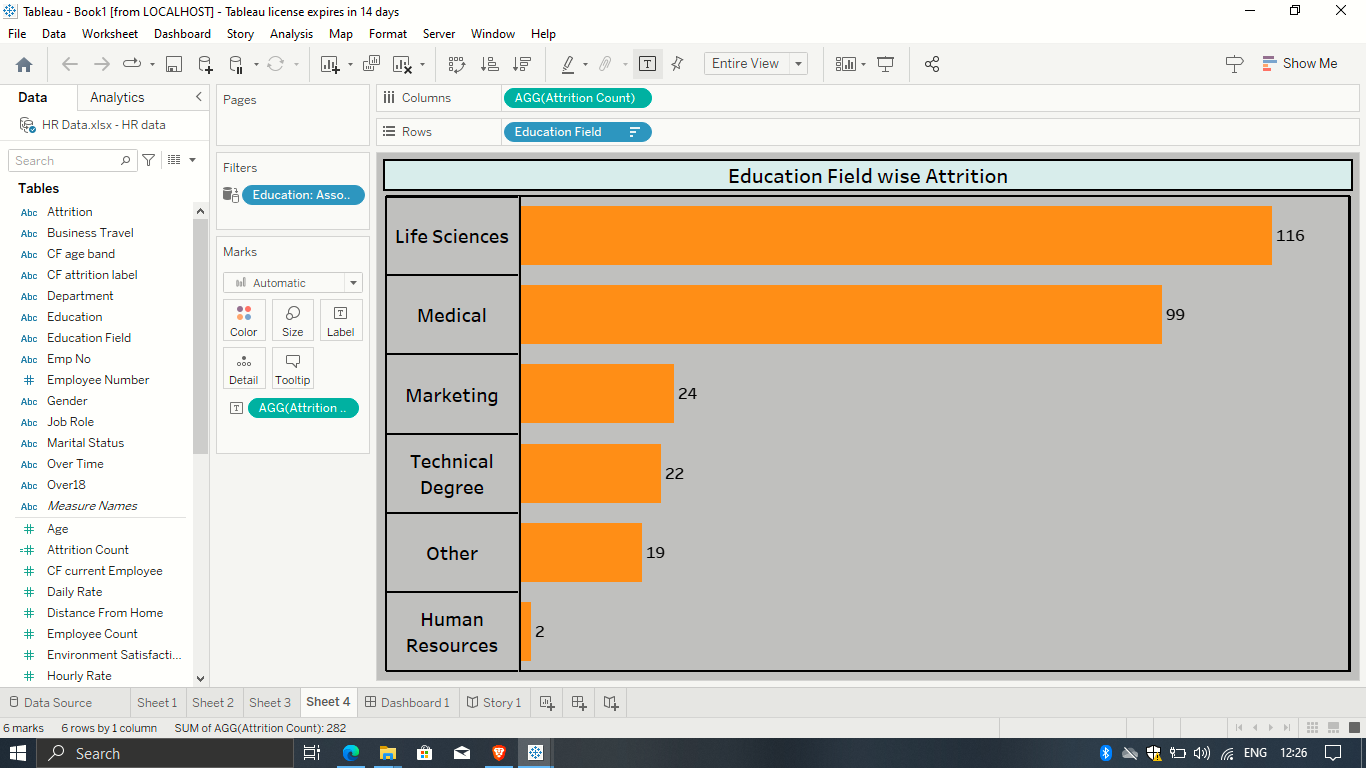 Tableau - Book1 [from LOCALHOST] - Tableau license expires in 14 days
File Data Worksheet Dashboard Story Analysis Map Format Server Window Help
Entire View
Show Me
Data Analytics
HR Data.xlsx - HR data
Search
Tables
Abc Attrition
Abc Business Travel
Abc CF age band
Abc CF attrition label
Abc Department
Abc Education
Abc Education Field
Abc Emp No
# Employee Number
Abc Gender
Abc Job Role
Abc Marital Status
Abc Over Time
Abc Over18
Abc Measure Names
# Age
=# Attrition Count
# CF current Employee
# Daily Rate
# Distance From Home
# Employee Count
# Environment Satisfacti...
# Hourly Rate
Pages
Filters
Education: Asso..
Marks
Automatic
Color Size Label
Detail Tooltip
AGG(Attrition ..
Columns AGG(Attrition Count)
Rows Education Field
Education Field wise Attrition
Life Sciences 116
Medical 99
Marketing 24
Technical
Degree
22
Other 19
Human
Resources
2
Data Source Sheet 1 Sheet 2 Sheet 3 Sheet 4 Dashboard 1 Story 1
6 marks 6 rows by 1 column SUM of AGG(Attrition Count): 282
Search
ENG 12:26